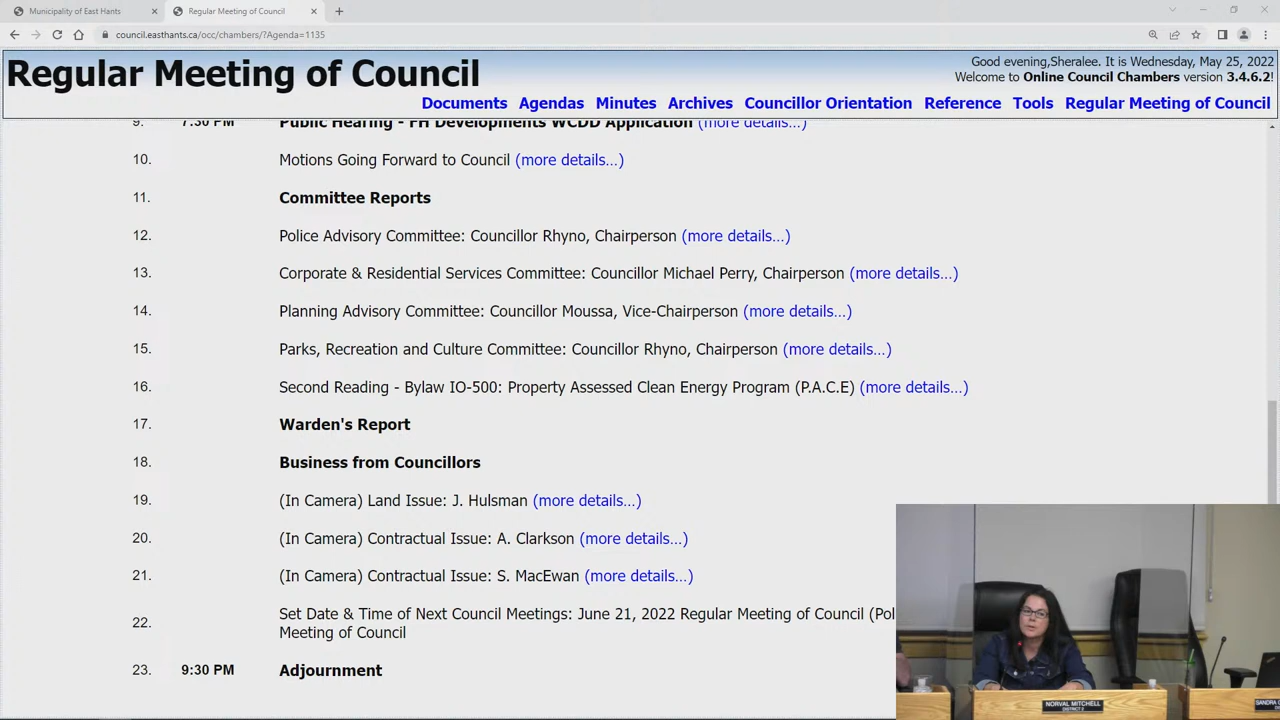 Municipality of East Hants
Regular Meeting of Council
council.easthants.ca/occ/chambers/?Agenda=1135
Regular Meeting of Council
Good evening,Sheralee. It is Wednesday, May 25, 2022
Welcome to Online Council Chambers version 3.4.6.2!
Documents Agendas Minutes Archives Councillor Orientation Reference Tools Regular Meeting of Council
9. 7:30 PM Public Hearing - FH Developments WCDD Application (more details...)
10. Motions Going Forward to Council (more details...)
11. Committee Reports
12. Police Advisory Committee: Councillor Rhyno, Chairperson (more details...)
13. Corporate & Residential Services Committee: Councillor Michael Perry, Chairperson (more details...)
14. Planning Advisory Committee: Councillor Moussa, Vice-Chairperson (more details...)
15. Parks, Recreation and Culture Committee: Councillor Rhyno, Chairperson (more details...)
16. Second Reading - Bylaw IO-500: Property Assessed Clean Energy Program (P.A.C.E) (more details...)
17. Warden's Report
18. Business from Councillors
19. (In Camera) Land Issue: J. Hulsman (more details...)
20. (In Camera) Contractual Issue: A. Clarkson (more details...)
21. (In Camera) Contractual Issue: S. MacEwan (more details...)
22. Set Date & Time of Next Council Meetings: June 21, 2022 Regular Meeting of Council (Pol
Meeting of Council
23. 9:30 PM Adjournment
NORVAL MITCHELL
DISTRICT 2
SANDRA